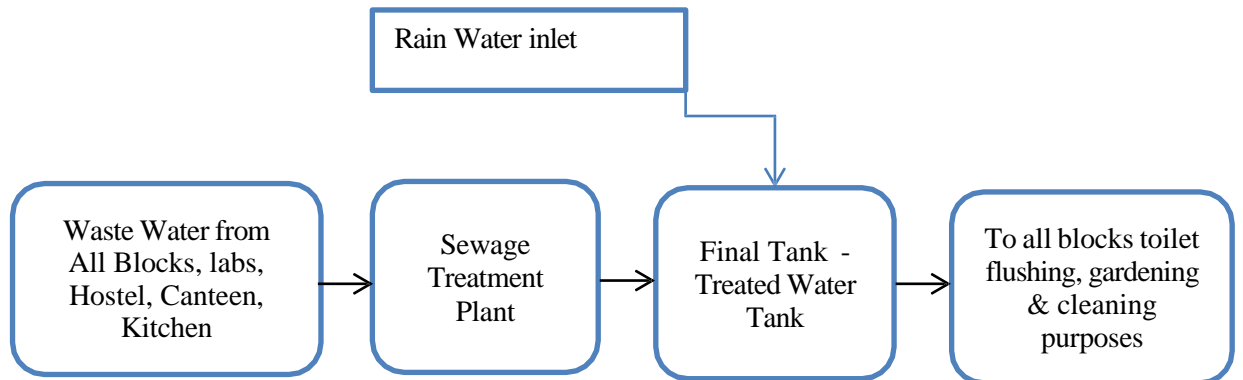 Rain Water inlet
Waste Water from
All Blocks, labs,
Hostel, Canteen,
Kitchen
Sewage
Treatment
Plant
Final Tank -
Treated Water
Tank
To all blocks toilet
flushing, gardening
& cleaning
purposes